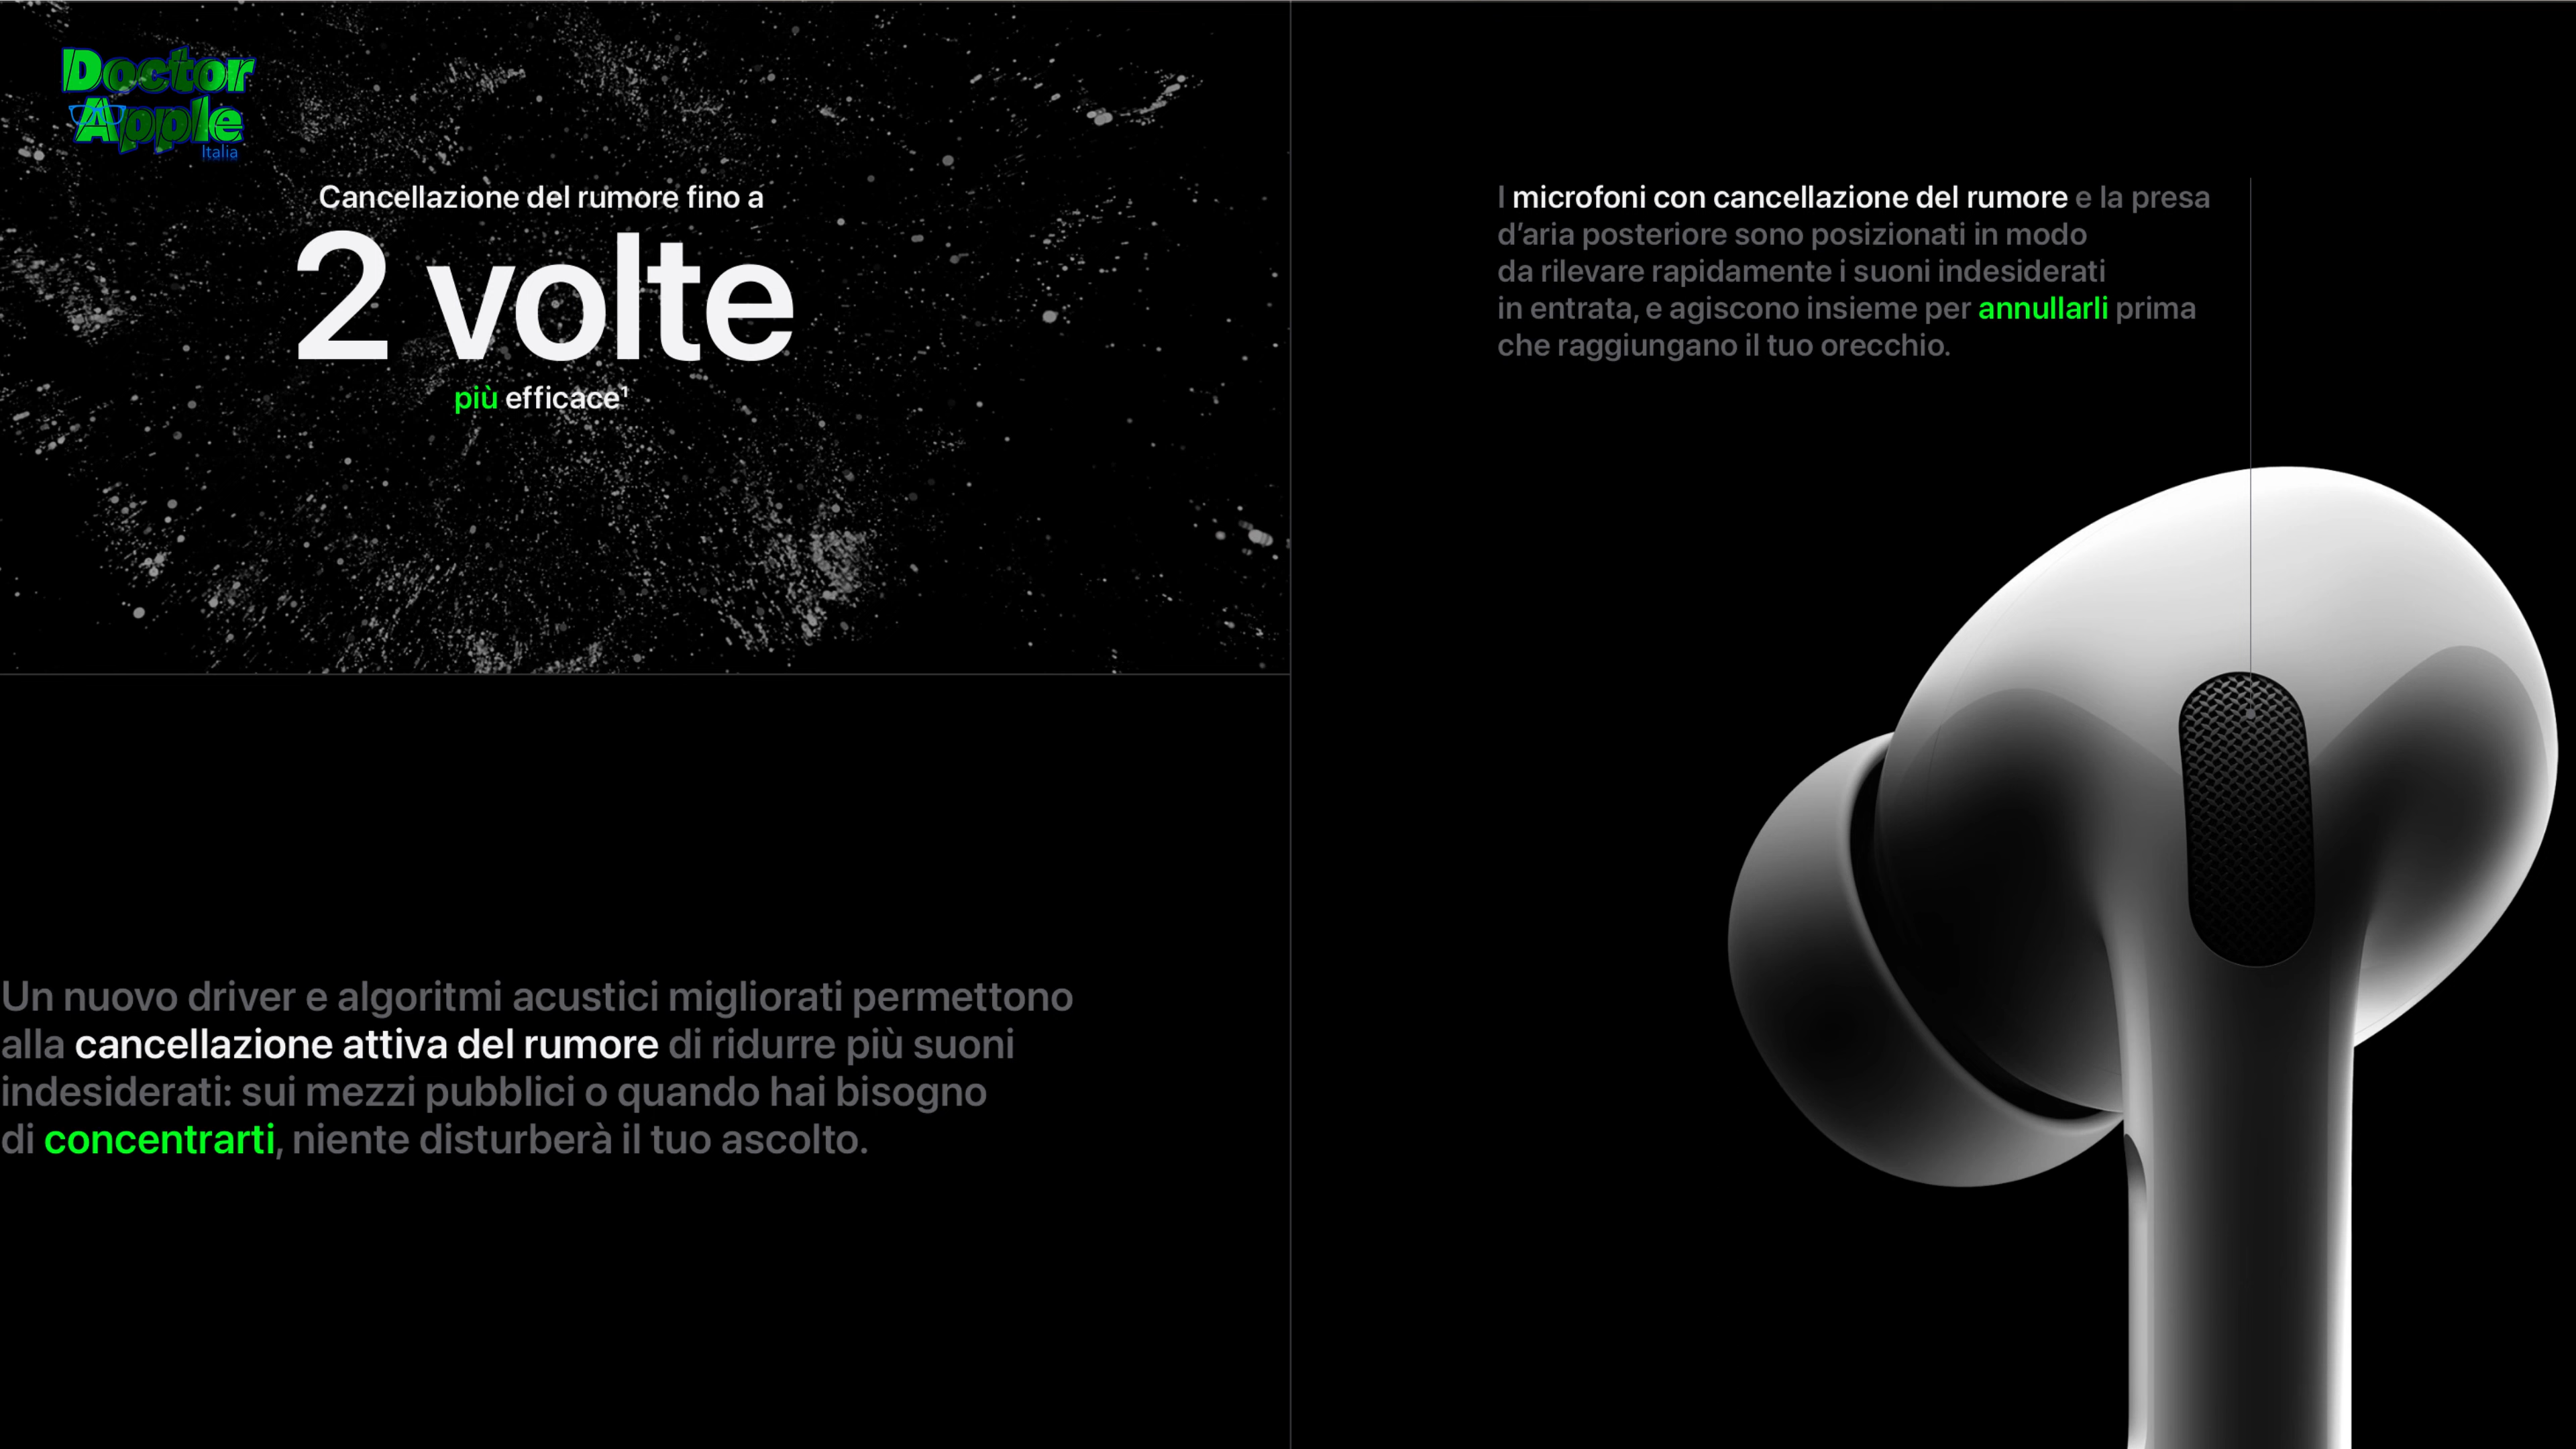 Doctor
Apple
Italia
Cancellazione del rumore fino a
2 volte
più efficace¹
Un nuovo driver e algoritmi acustici migliorati permettono
alla cancellazione attiva del rumore di ridurre più suoni
indesiderati: sui mezzi pubblici o quando hai bisogno
di concentrarti, niente disturberà il tuo ascolto.
I microfoni con cancellazione del rumore e la presa
d’aria posteriore sono posizionati in modo
da rilevare rapidamente i suoni indesiderati
in entrata, e agiscono insieme per annullarli prima
che raggiungano il tuo orecchio.